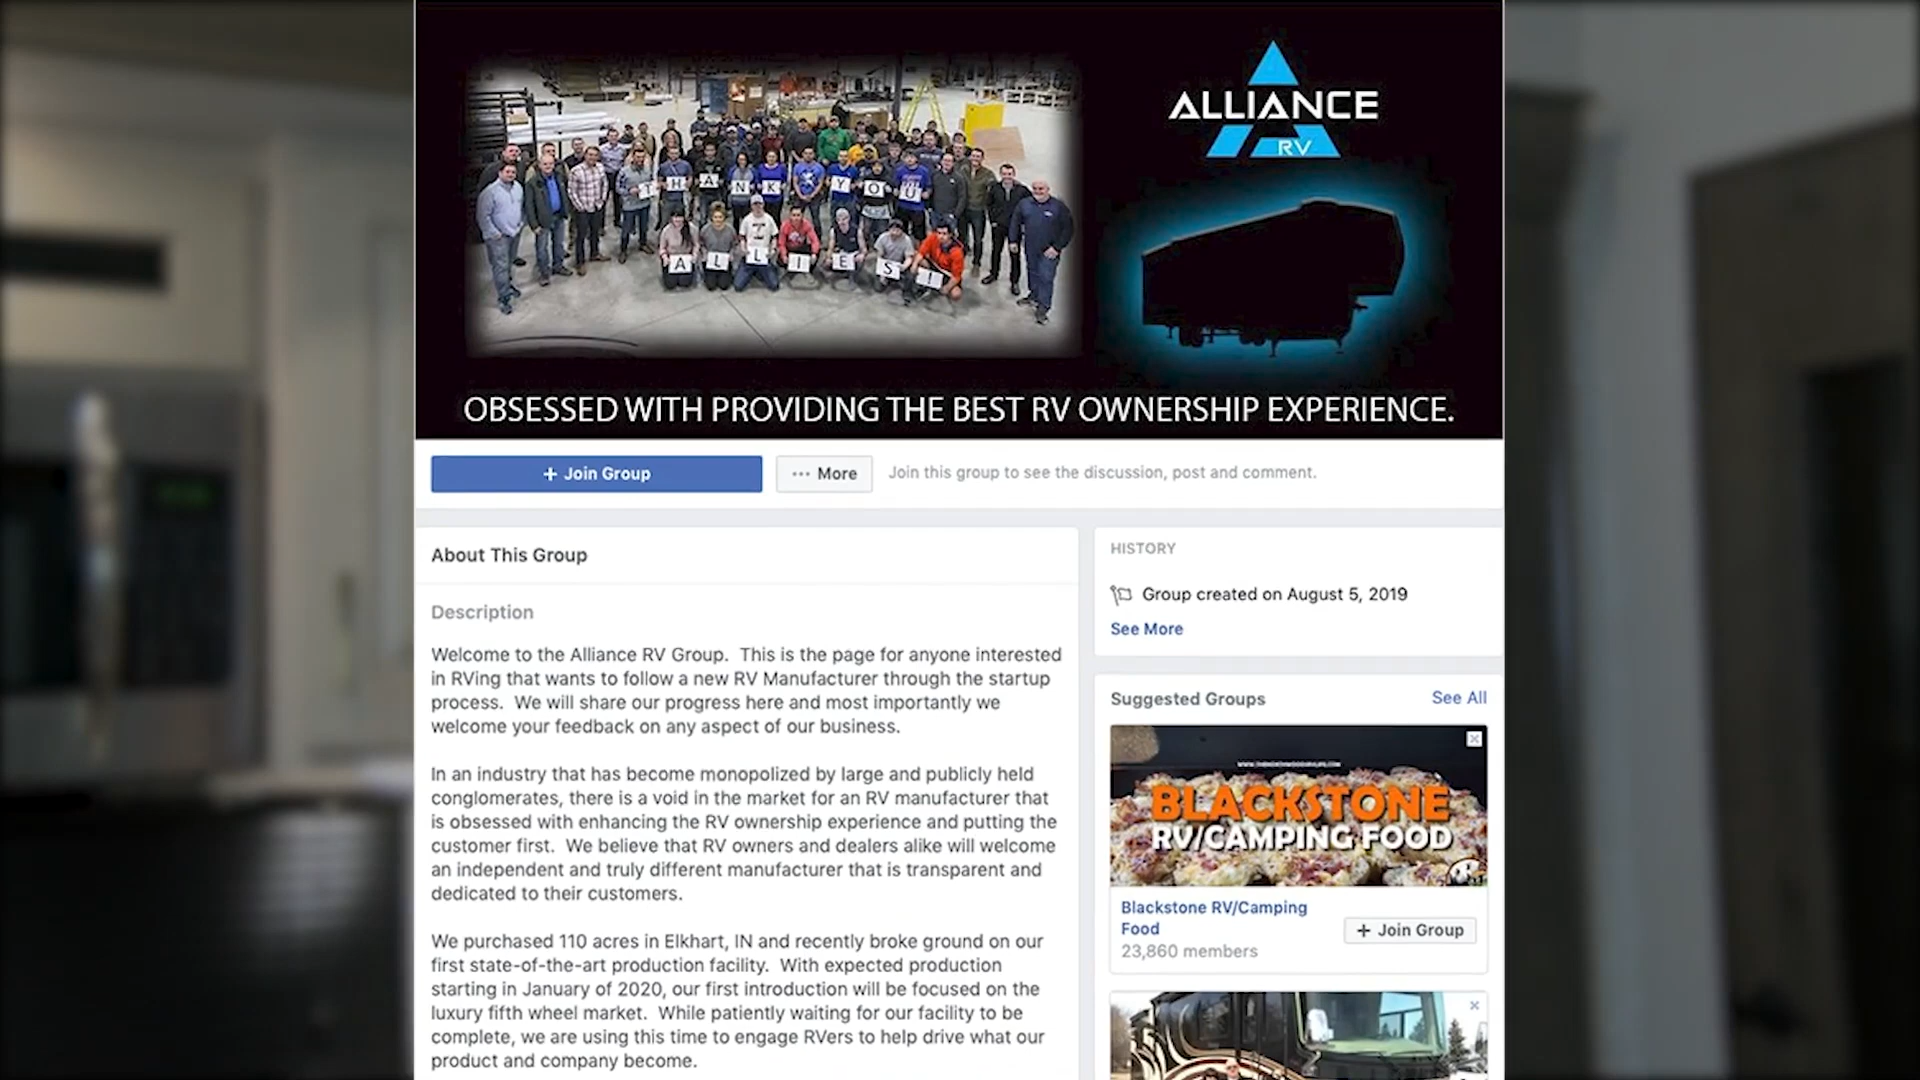 ALLIANCE
RV
THANK YOU
ALLIES!
OBSESSED WITH PROVIDING THE BEST RV OWNERSHIP EXPERIENCE.
+ Join Group
··· More
Join this group to see the discussion, post and comment.
About This Group
Description
Welcome to the Alliance RV Group. This is the page for anyone interested
in RVing that wants to follow a new RV Manufacturer through the startup
process. We will share our progress here and most importantly we
welcome your feedback on any aspect of our business.
In an industry that has become monopolized by large and publicly held
conglomerates, there is a void in the market for an RV manufacturer that
is obsessed with enhancing the RV ownership experience and putting the
customer first. We believe that RV owners and dealers alike will welcome
an independent and truly different manufacturer that is transparent and
dedicated to their customers.
We purchased 110 acres in Elkhart, IN and recently broke ground on our
first state-of-the-art production facility. With expected production
starting in January of 2020, our first introduction will be focused on the
luxury fifth wheel market. While patiently waiting for our facility to be
complete, we are using this time to engage RVers to help drive what our
product and company become.
HISTORY
Group created on August 5, 2019
See More
Suggested Groups
See All
BLACKSTONE
RV/CAMPING FOOD
Blackstone RV/Camping
Food
23,860 members
+ Join Group